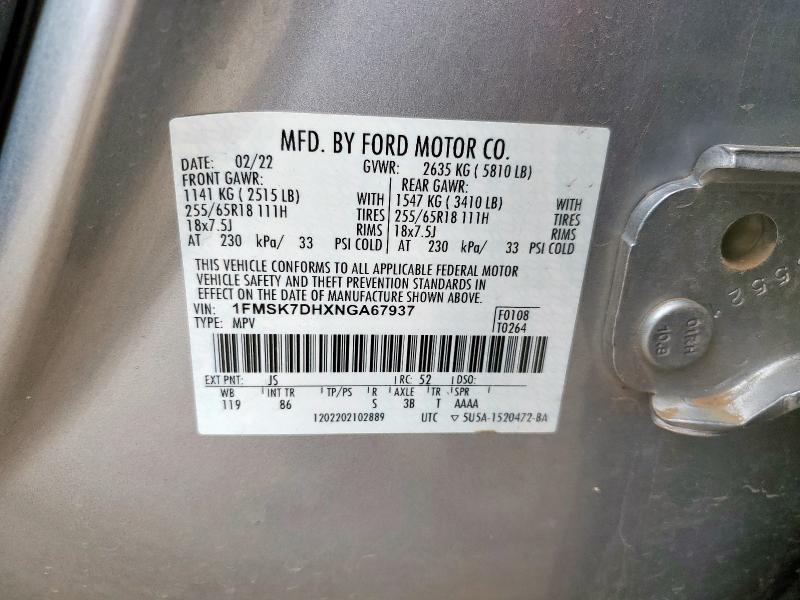 MFD. BY FORD MOTOR CO.
DATE: 02/22 GVWR: 2635 KG ( 5810 LB)
FRONT GAWR: REAR GAWR:
1141 KG ( 2515 LB) WITH 1547 KG ( 3410 LB) WITH
255/65R18 111H TIRES 255/65R18 111H TIRES
18x7.5J RIMS 18x7.5J RIMS
AT 230 kPa/ 33 PSI COLD AT 230 kPa/ 33 PSI COLD
THIS VEHICLE CONFORMS TO ALL APPLICABLE FEDERAL MOTOR
VEHICLE SAFETY AND THEFT PREVENTION STANDARDS IN
EFFECT ON THE DATE OF MANUFACTURE SHOWN ABOVE.
VIN: 1FMSK7DHXNGA67937 F0108
TYPE: MPV T0264
EXT PNT: JS RC: 52 DSO:
WB INT TR TP/PS R AXLE TR SPR
119 86 S 3B T AAAA
1202202102889 UTC ▽ 5U5A-1520472-BA
552
10.8